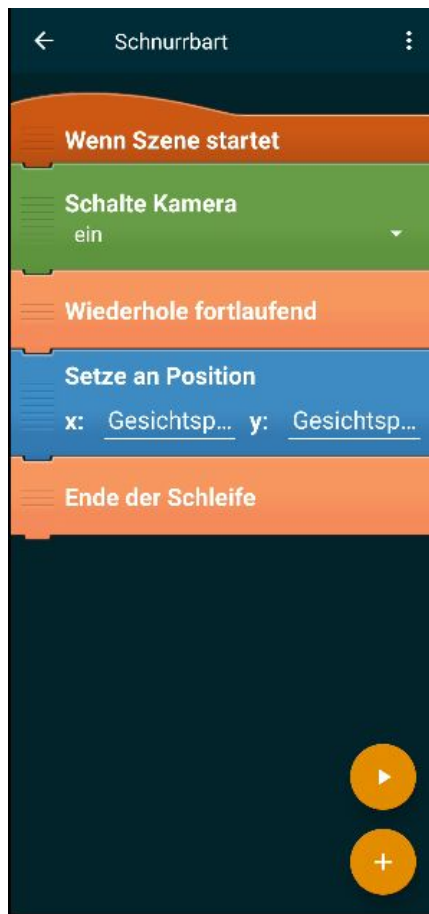 Schnurrbart
Wenn Szene startet
Schalte Kamera
ein
Wiederhole fortlaufend
Setze an Position
x: Gesichtsp... y: Gesichtsp...
Ende der Schleife